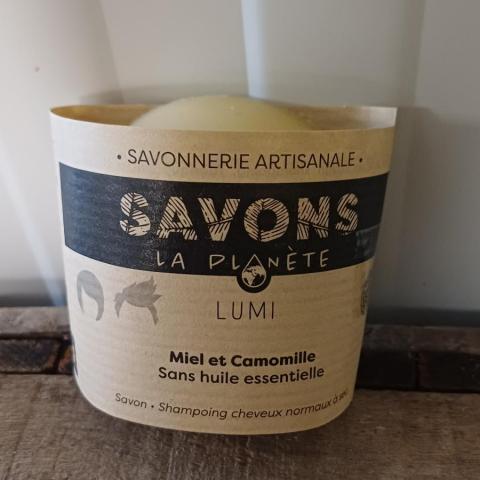 • SAVONNERIE ARTISANALE •
SAVONS
LA PLANÈTE
LUMI
Miel et Camomille
Sans huile essentielle
Savon • Shampoing cheveux normaux à